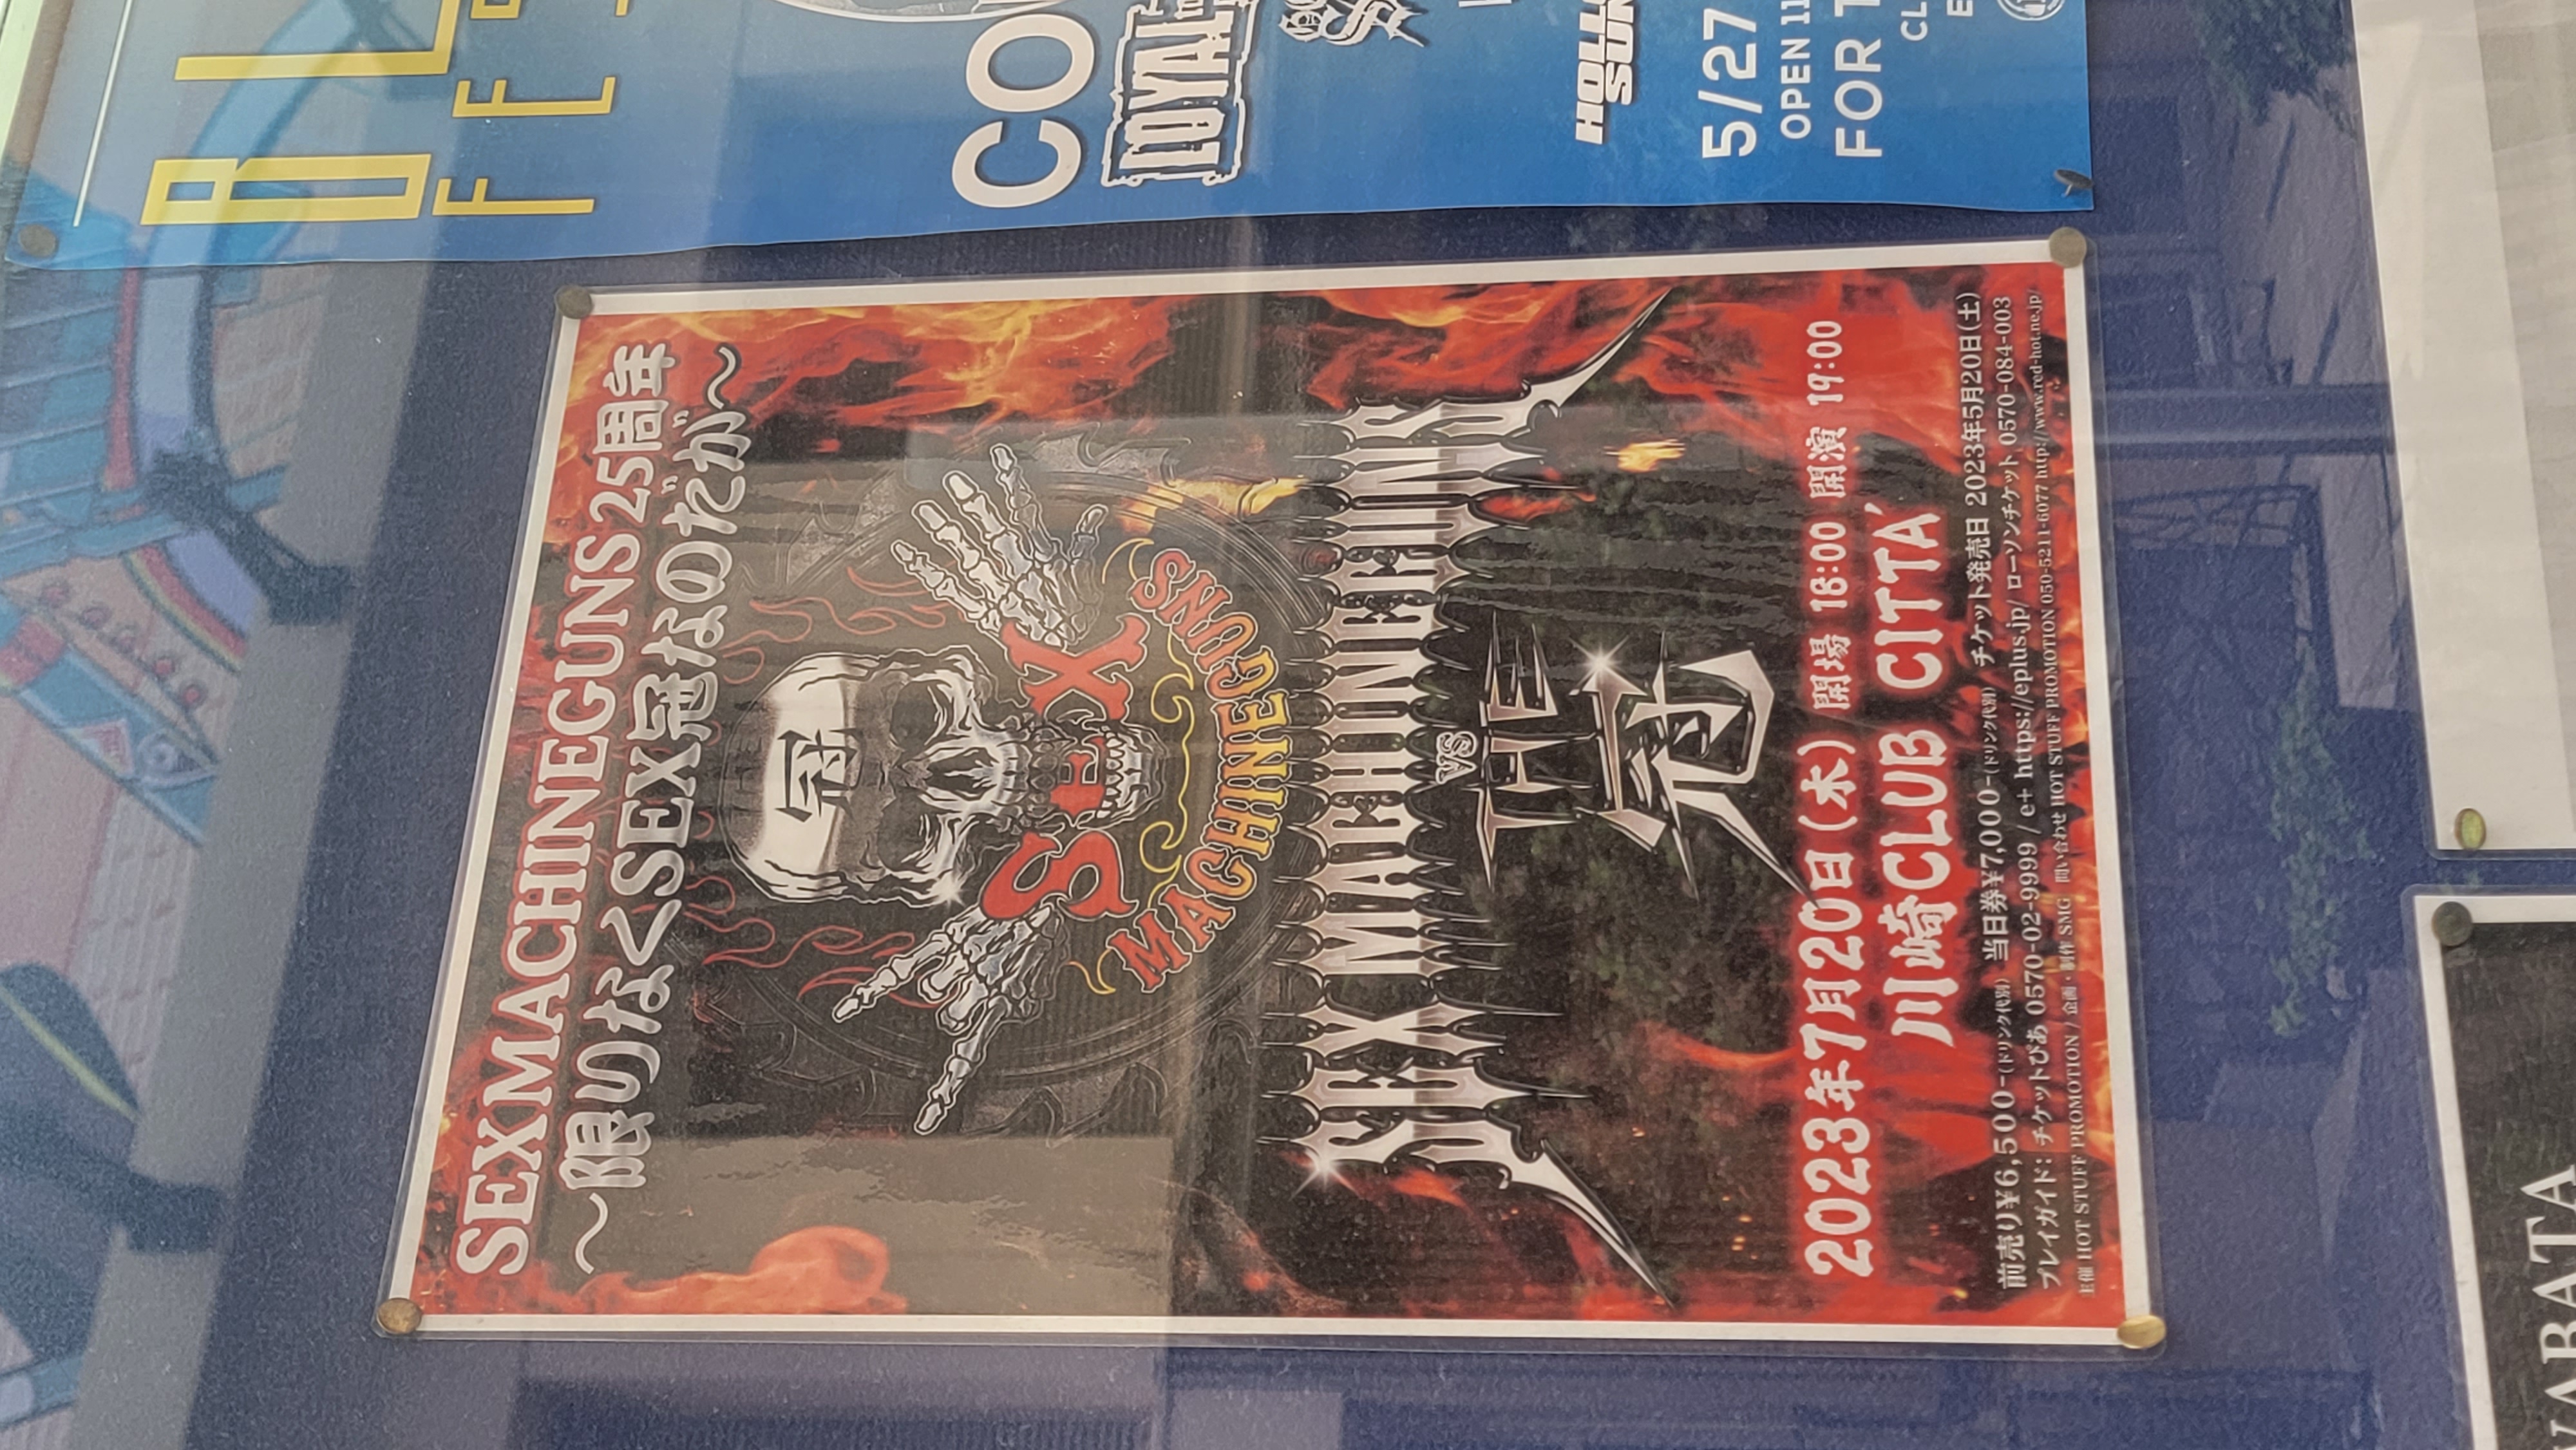 SEXMACHINEGUNS 25周年
～限りなくSEX冠なのだが～
冠
SEX
MACHINEGUNS
SEX MACHINEGUNS
VS
THE
冠
2023年7月20日(木) 開場 18:00 開演 19:00
川崎CLUB CITTA'
前売り¥6,500-(ドリンク代別) 当日券¥7,000-(ドリンク代別) チケット発売日 2023年5月20日(土)
プレイガイド: チケットぴあ 0570-02-9999 / e+ https://eplus.jp/ ローソンチケット 0570-084-003
主催 HOT STUFF PROMOTION / 企画・制作 SMG 問い合わせ HOT STUFF PROMOTION 050-5211-6077 http://www.red-hot.ne.jp/
BL
FES
CO
LOYAL
HOLL
SUN
5/27
OPEN 11
FOR T
CL
E
WABATA